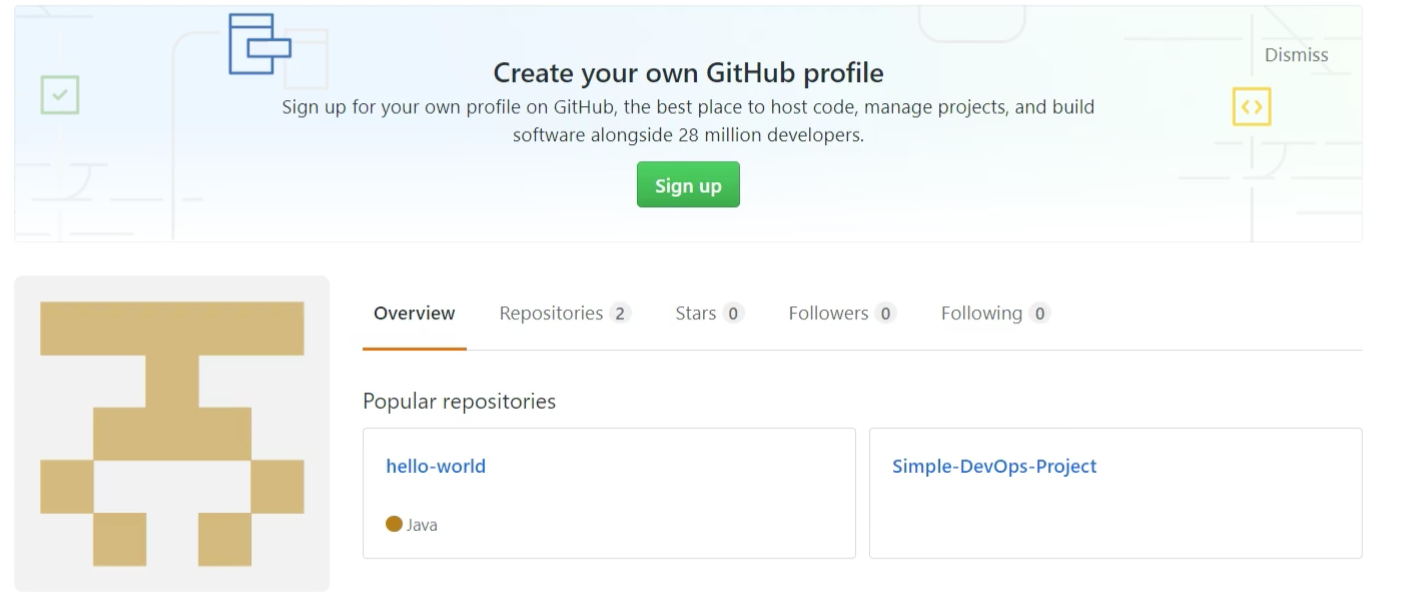 Dismiss
Create your own GitHub profile
Sign up for your own profile on GitHub, the best place to host code, manage projects, and build
software alongside 28 million developers.
Sign up
Overview Repositories 2 Stars 0 Followers 0 Following 0
Popular repositories
hello-world Simple-DevOps-Project
Java